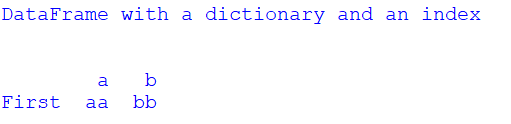 DataFrame with a dictionary and an index
a b
First aa bb